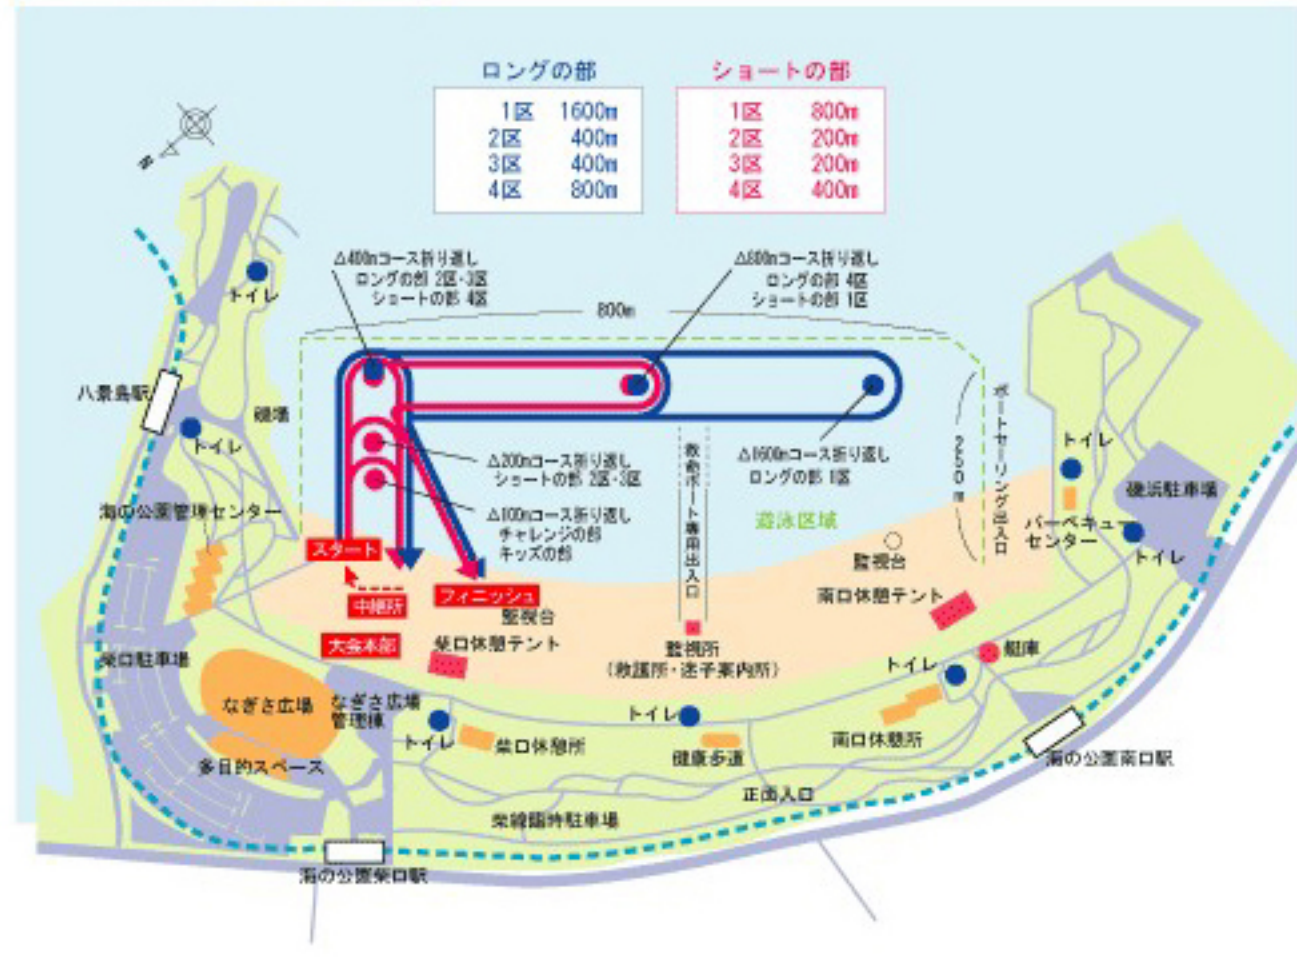 ロングの部
1区 1600m
2区 400m
3区 400m
4区 800m
ショートの部
1区 800m
2区 200m
3区 200m
4区 400m
N
△400mコース折り返し
ロングの部 2区・3区
ショートの部 4区
△800mコース折り返し
ロングの部 4区
ショートの部 1区
800m
トイレ
八景島駅
トイレ
磯場
△200mコース折り返し
ショートの部 2区・3区
△100mコース折り返し
チャレンジの部
キッズの部
救命ボート専用出入口
△1600mコース折り返し
ロングの部 1区
遊泳区域
250m
ボートセーリング出入口
トイレ
磯浜駐車場
バーベキュー
センター
トイレ
海の公園管理センター
スタート
中継所
フィニッシュ
監視台
大会本部
柴口休憩テント
監視台
南口休憩テント
監視所
(救護所・迷子案内所)
艇庫
トイレ
柴口駐車場
なぎさ広場
なぎさ広場
管理棟
トイレ
柴口休憩所
トイレ
健康歩道
南口休憩所
海の公園南口駅
多目的スペース
正面入口
柴線臨時駐車場
海の公園柴口駅